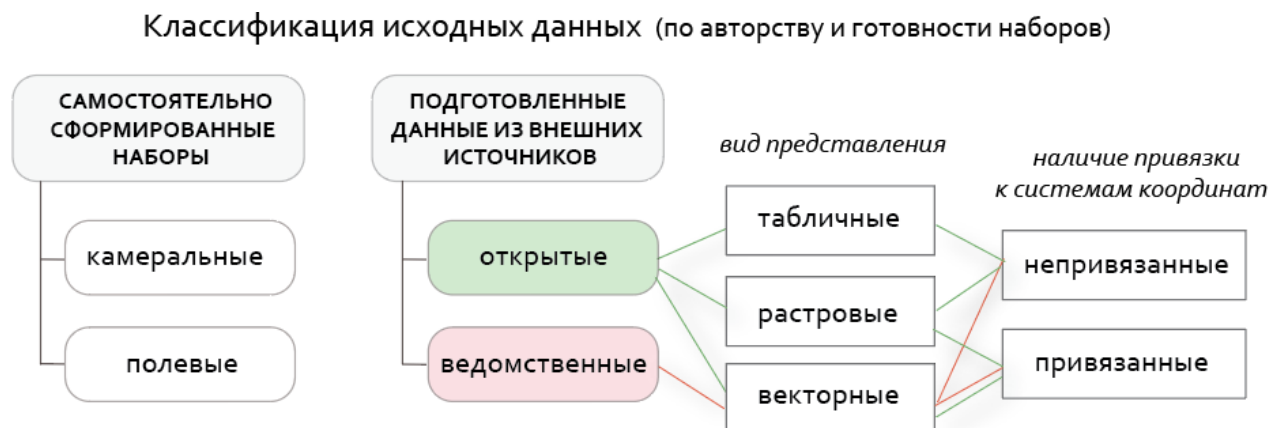 Классификация исходных данных (по авторству и готовности наборов)
САМОСТОЯТЕЛЬНО
СФОРМИРОВАННЫЕ
НАБОРЫ
камеральные
полевые
ПОДГОТОВЛЕННЫЕ
ДАННЫЕ ИЗ ВНЕШНИХ
ИСТОЧНИКОВ
открытые
ведомственные
вид представления
табличные
растровые
векторные
наличие привязки
к системам координат
непривязанные
привязанные